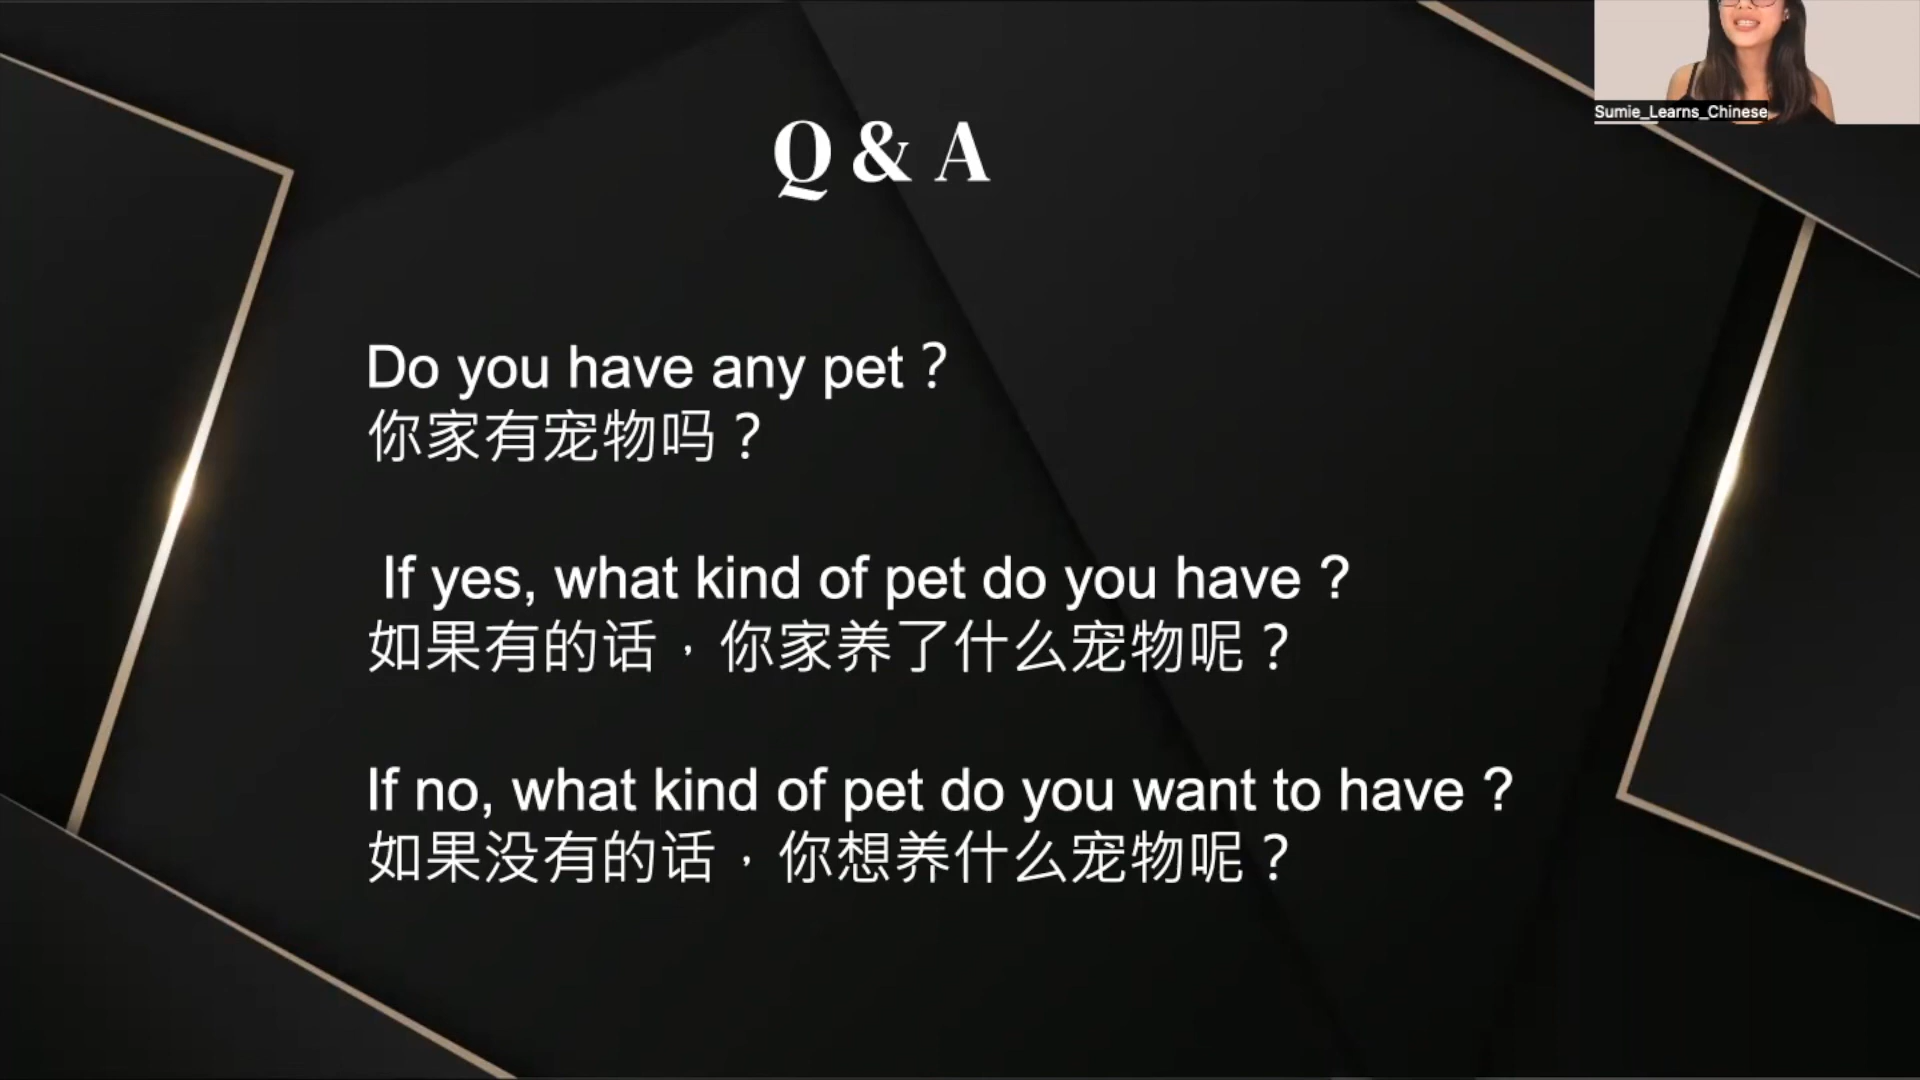 Sumie_Learns_Chinese
Q & A
Do you have any pet？
你家有宠物吗？
If yes, what kind of pet do you have？
如果有的话，你家养了什么宠物呢？
If no, what kind of pet do you want to have？
如果没有的话，你想养什么宠物呢？